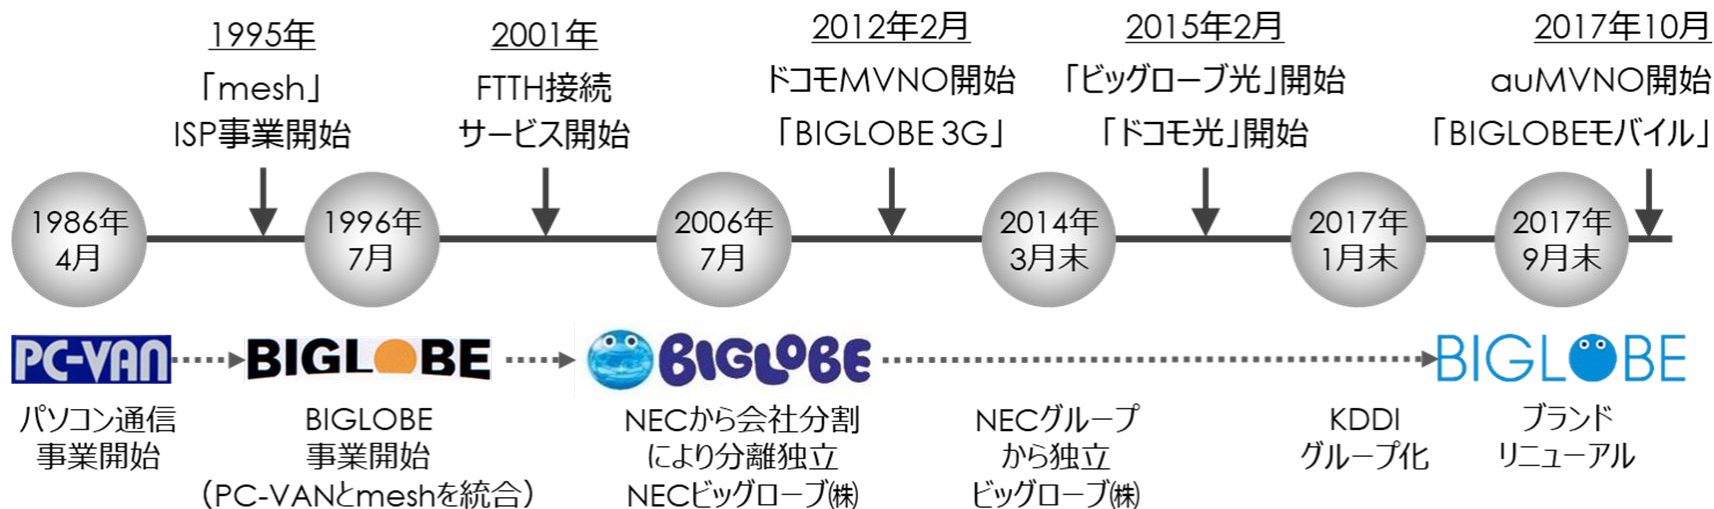 1995年
「mesh」
ISP事業開始
2001年
FTTH接続
サービス開始
2012年2月
ドコモMVNO開始
「BIGLOBE 3G」
2015年2月
「ビッグローブ光」開始
「ドコモ光」開始
2017年10月
auMVNO開始
「BIGLOBEモバイル」
1986年
4月
1996年
7月
2006年
7月
2014年
3月末
2017年
1月末
2017年
9月末
PC-VAN
BIGLOBE
BIGLOBE
BIGLOBE
パソコン通信
事業開始
BIGLOBE
事業開始
（PC-VANとmeshを統合）
NECから会社分割
により分離独立
NECビッグローブ㈱
NECグループ
から独立
ビッグローブ㈱
KDDI
グループ化
ブランド
リニューアル